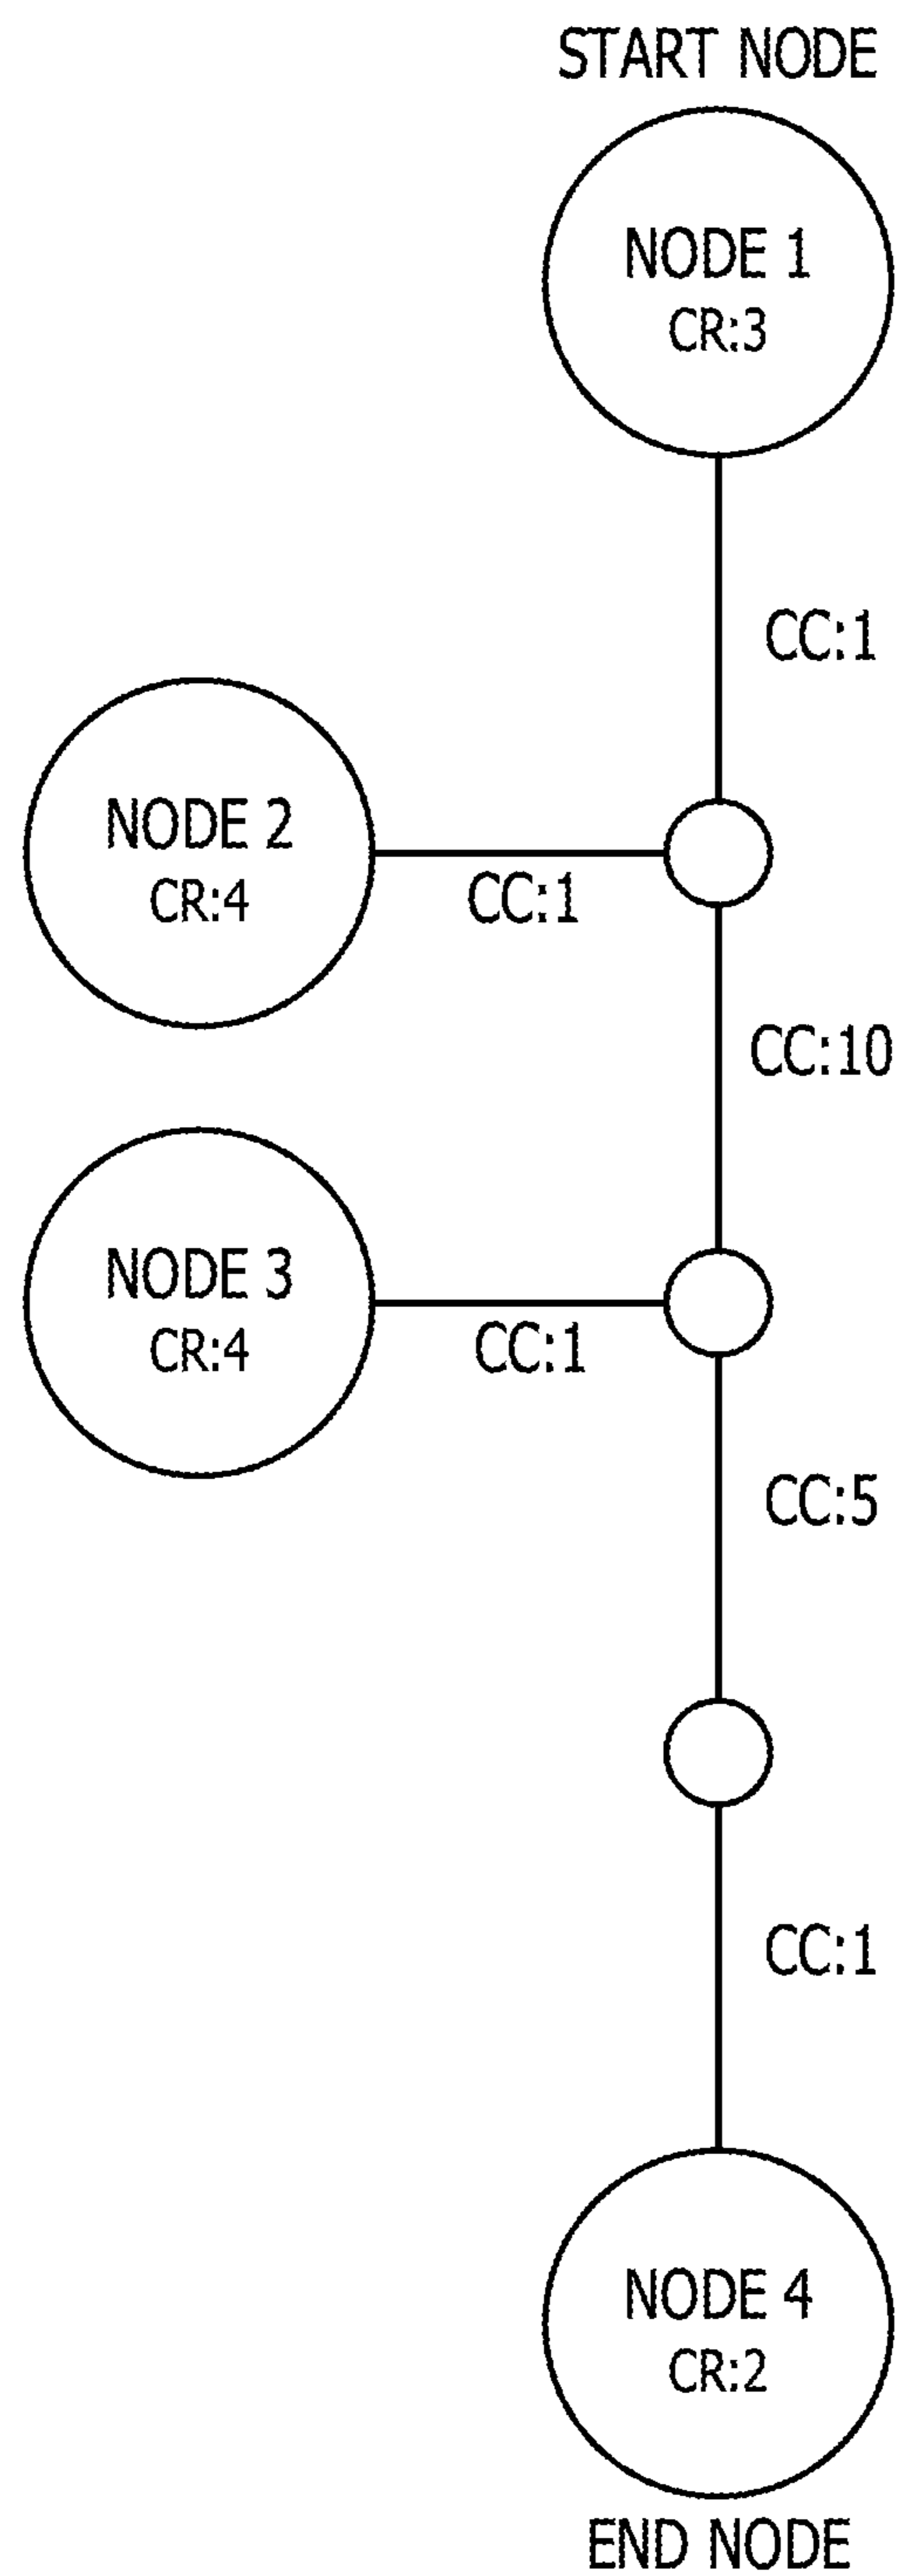 START NODE
NODE 1
CR:3
CC:1
NODE 2
CR:4
CC:1
CC:10
NODE 3
CR:4
CC:1
CC:5
CC:1
NODE 4
CR:2
END NODE